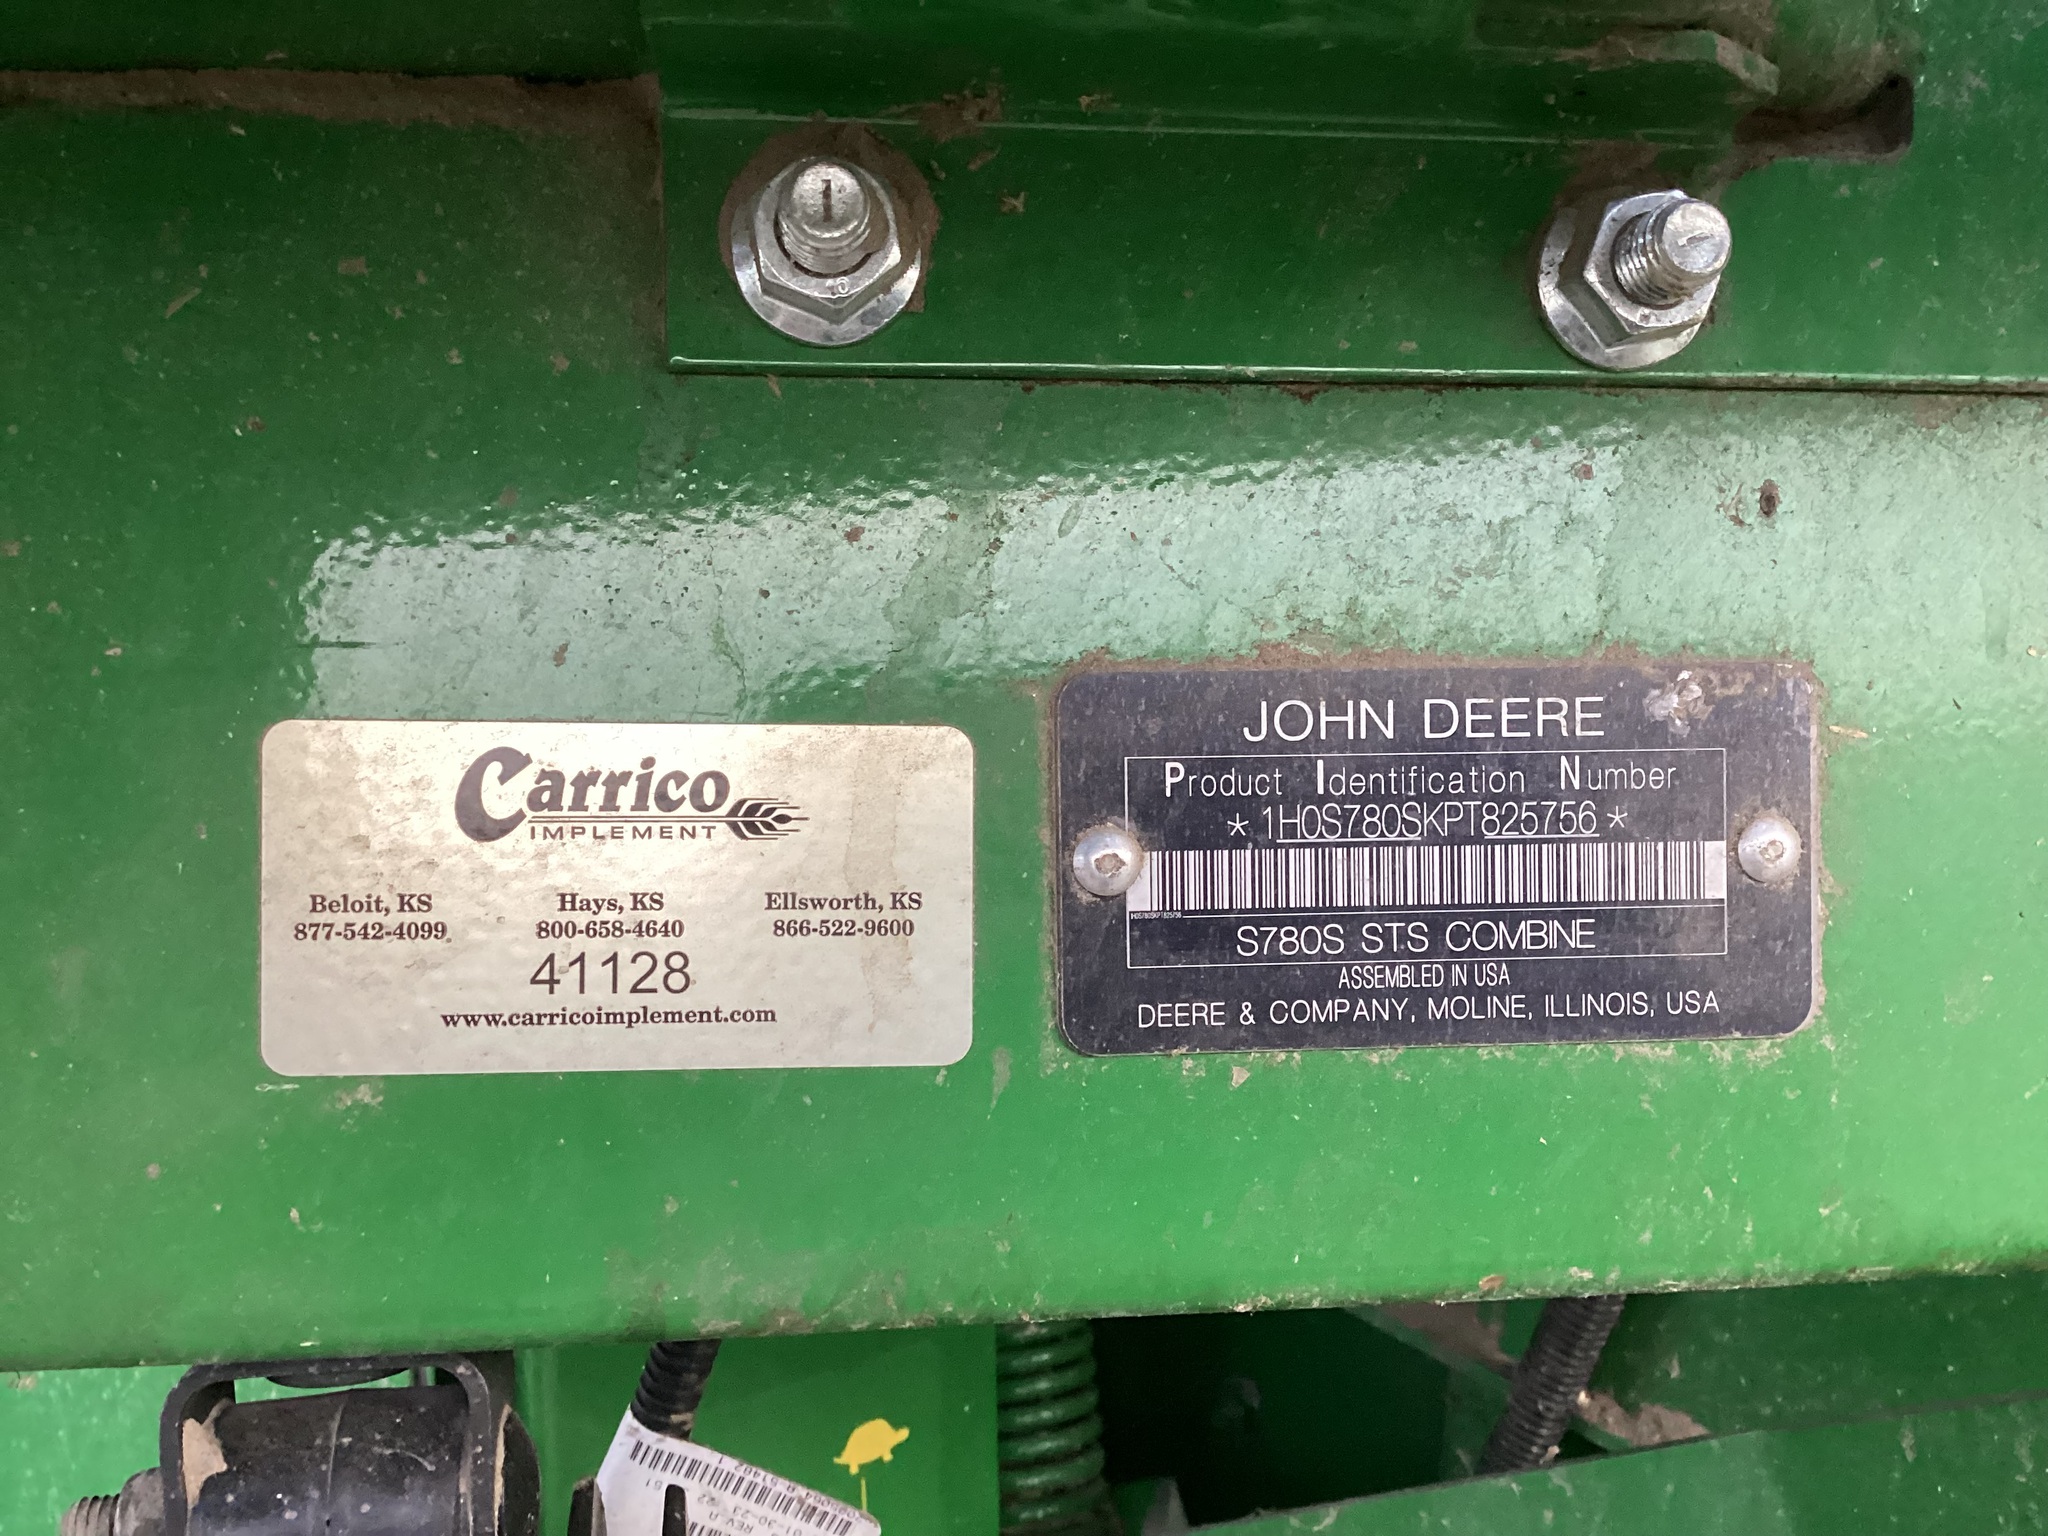 Carrico
IMPLEMENT
Beloit, KS Hays, KS Ellsworth, KS
877-542-4099 800-658-4640 866-522-9600
41128
www.carricoimplement.com
JOHN DEERE
Product Identification Number
*1H0S780SKPT825756*
1H0S780SKPT825756
S780S STS COMBINE
ASSEMBLED IN USA
DEERE & COMPANY, MOLINE, ILLINOIS, USA
REV A